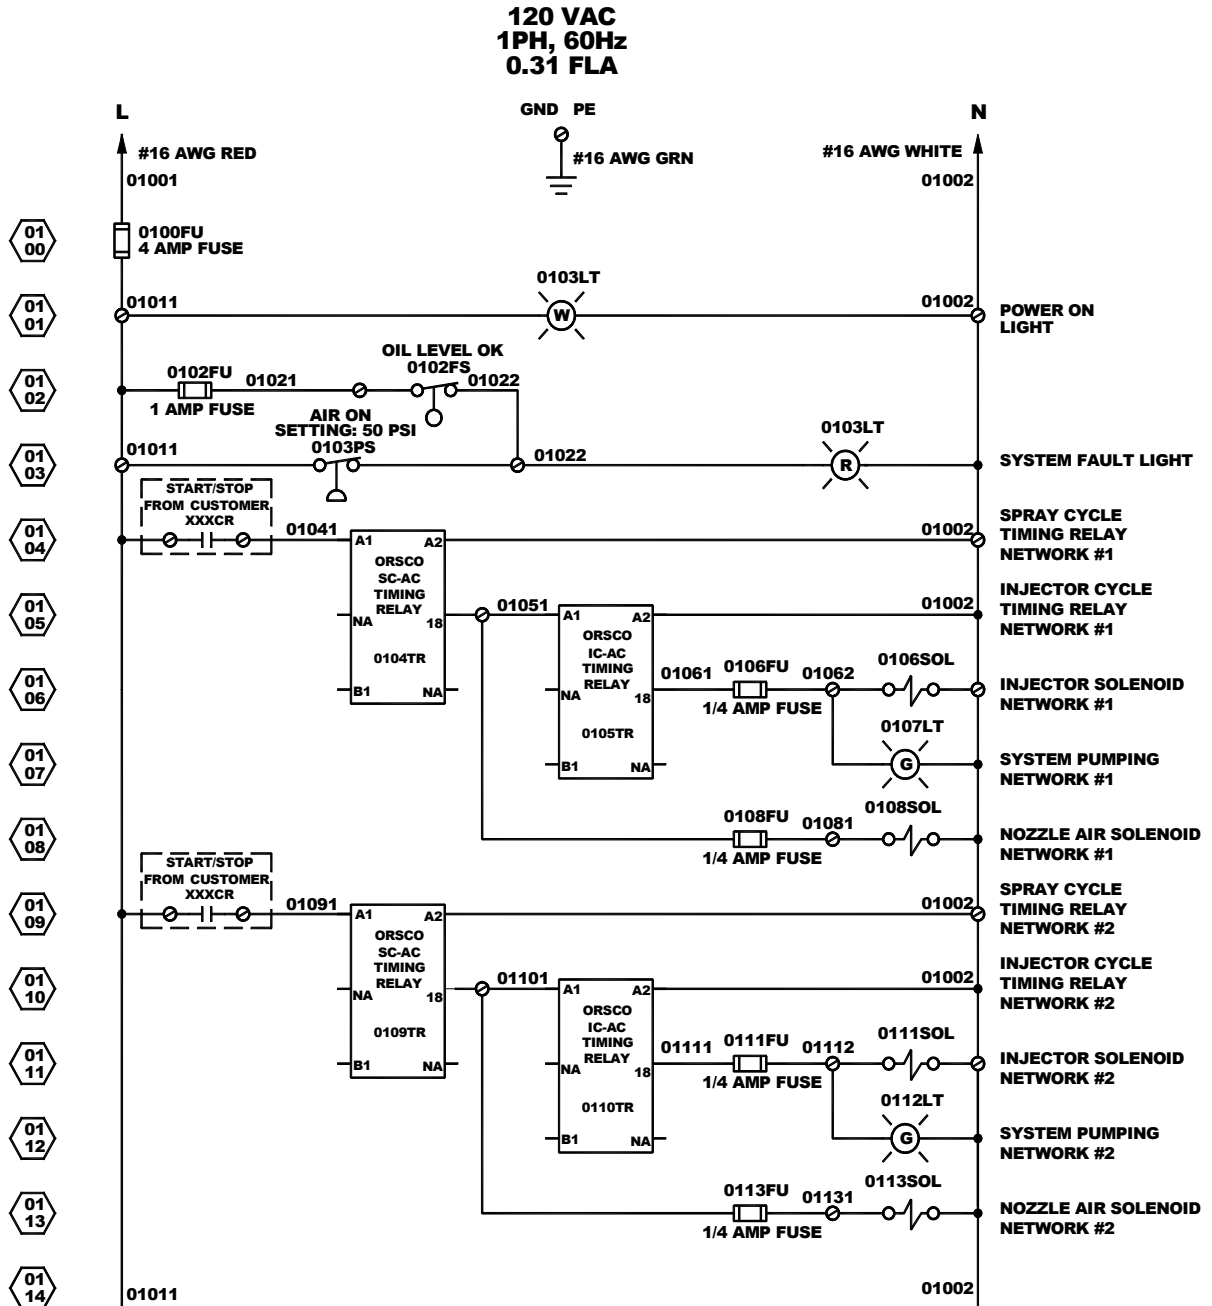 120 VAC
1PH, 60Hz
0.31 FLA
L
GND PE
N
#16 AWG RED
#16 AWG GRN
#16 AWG WHITE
01001
01002
01
00
0100FU
4 AMP FUSE
0103LT
01
01
01011
W
01002
POWER ON
LIGHT
OIL LEVEL OK
0102FU
0102FS
01
02
01021
01022
1 AMP FUSE
AIR ON
SETTING: 50 PSI
0103PS
0103LT
01
03
01011
01022
R
SYSTEM FAULT LIGHT
START/STOP
FROM CUSTOMER
XXXCR
01
04
01041
A1
A2
01002
SPRAY CYCLE
TIMING RELAY
NETWORK #1
ORSCO
SC-AC
TIMING
RELAY
NA
18
0104TR
B1
NA
01
05
01051
A1
A2
01002
INJECTOR CYCLE
TIMING RELAY
NETWORK #1
ORSCO
IC-AC
TIMING
RELAY
NA
18
0105TR
B1
NA
01
06
01061
0106FU
1/4 AMP FUSE
01062
0106SOL
INJECTOR SOLENOID
NETWORK #1
01
07
0107LT
G
SYSTEM PUMPING
NETWORK #1
01
08
0108FU
1/4 AMP FUSE
01081
0108SOL
NOZZLE AIR SOLENOID
NETWORK #1
START/STOP
FROM CUSTOMER
XXXCR
01
09
01091
A1
A2
01002
SPRAY CYCLE
TIMING RELAY
NETWORK #2
ORSCO
SC-AC
TIMING
RELAY
NA
18
0109TR
B1
NA
01
10
01101
A1
A2
01002
INJECTOR CYCLE
TIMING RELAY
NETWORK #2
ORSCO
IC-AC
TIMING
RELAY
NA
18
0110TR
B1
NA
01
11
01111
0111FU
1/4 AMP FUSE
01112
0111SOL
INJECTOR SOLENOID
NETWORK #2
01
12
0112LT
G
SYSTEM PUMPING
NETWORK #2
01
13
0113FU
1/4 AMP FUSE
01131
0113SOL
NOZZLE AIR SOLENOID
NETWORK #2
01
14
01011
01002